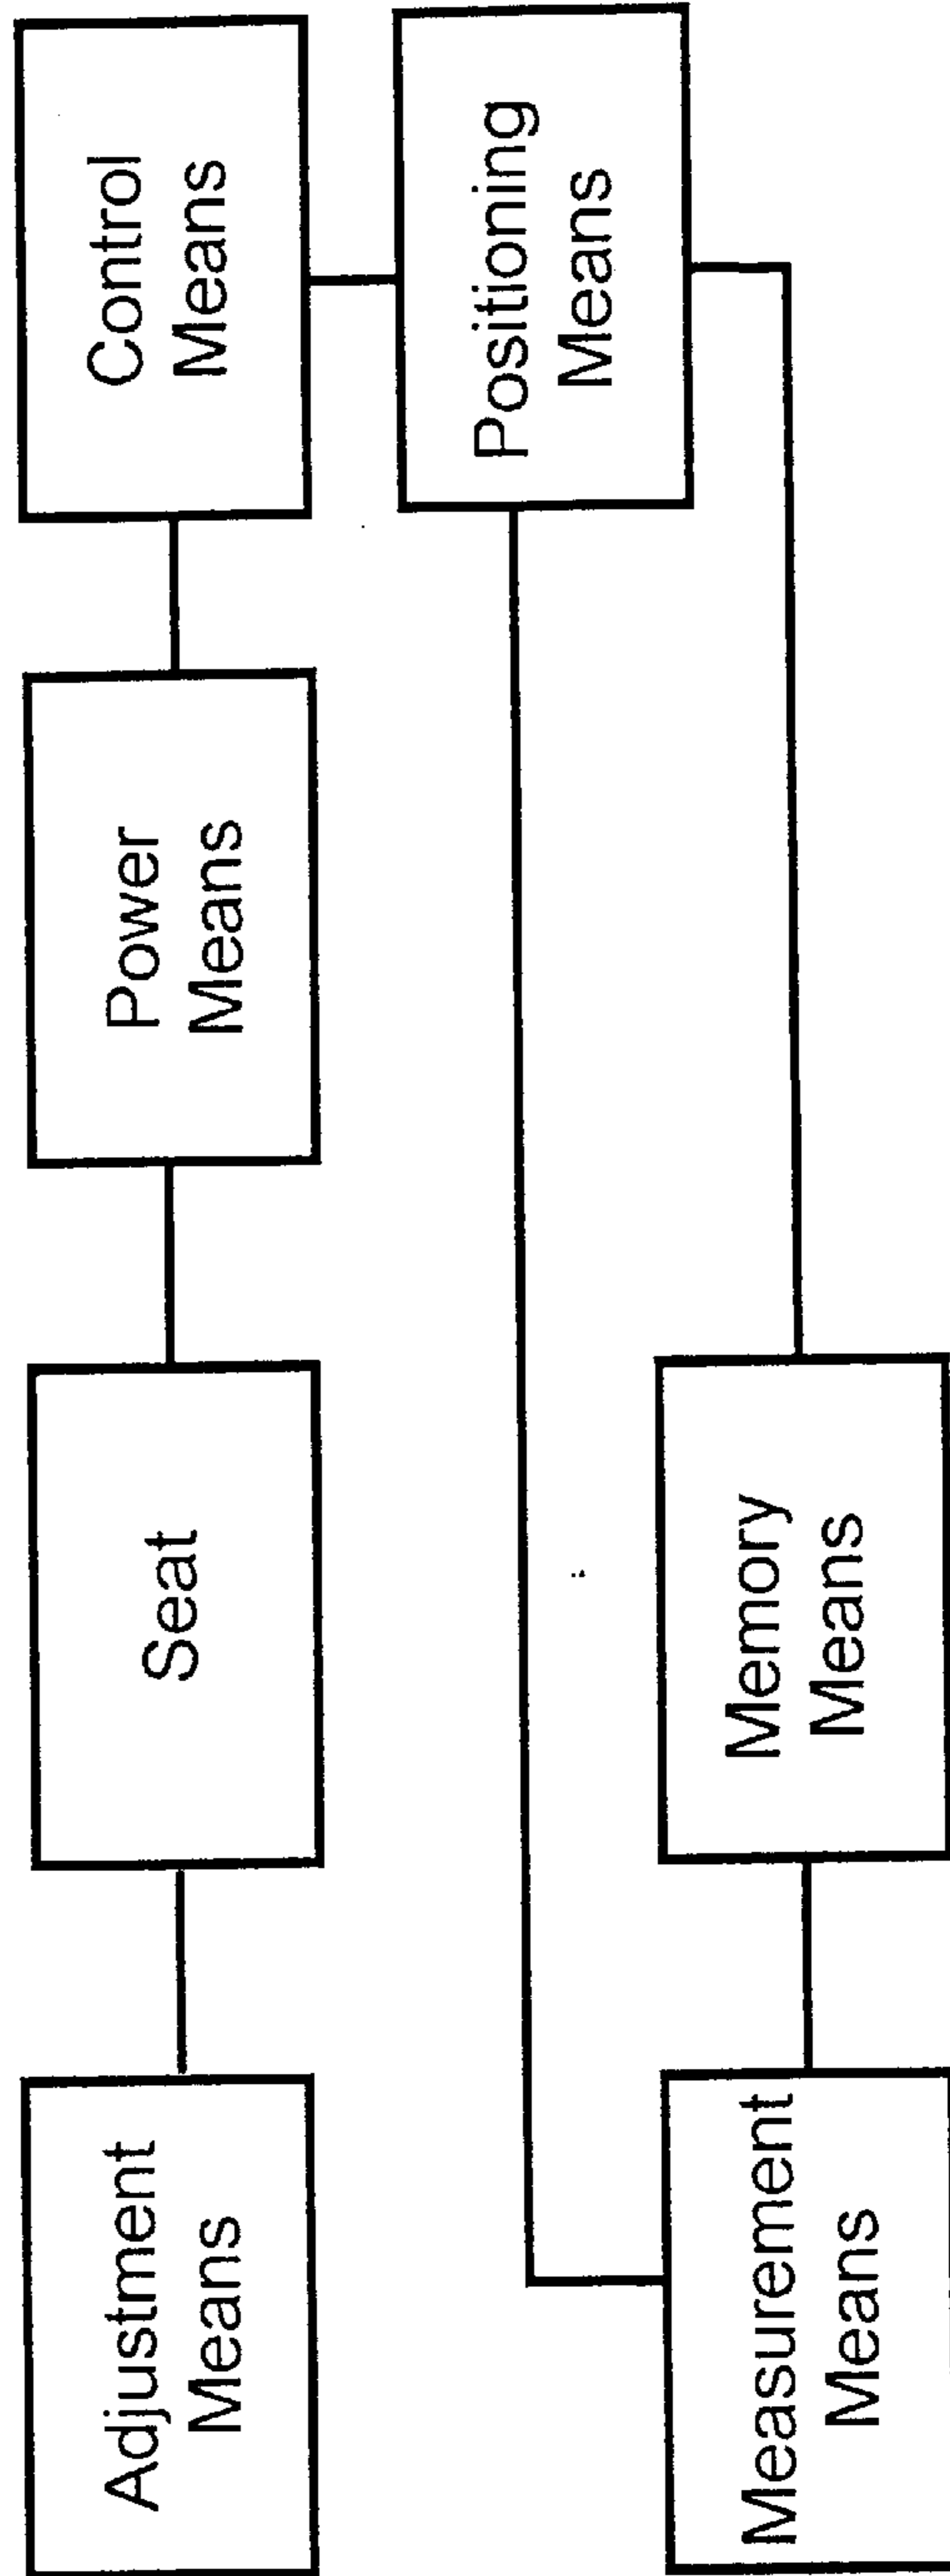 Adjustment
Means
Seat
Power
Means
Control
Means
Positioning
Means
Measurement
Means
Memory
Means